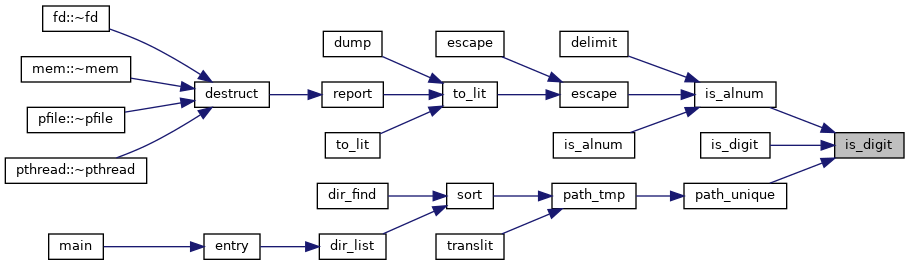 fd::~fd
mem::~mem
pfile::~pfile
pthread::~pthread
destruct
dump
report
to_lit
escape
to_lit
delimit
escape
is_alnum
is_alnum
is_digit
is_digit
path_unique
path_tmp
translit
sort
dir_find
dir_list
entry
main